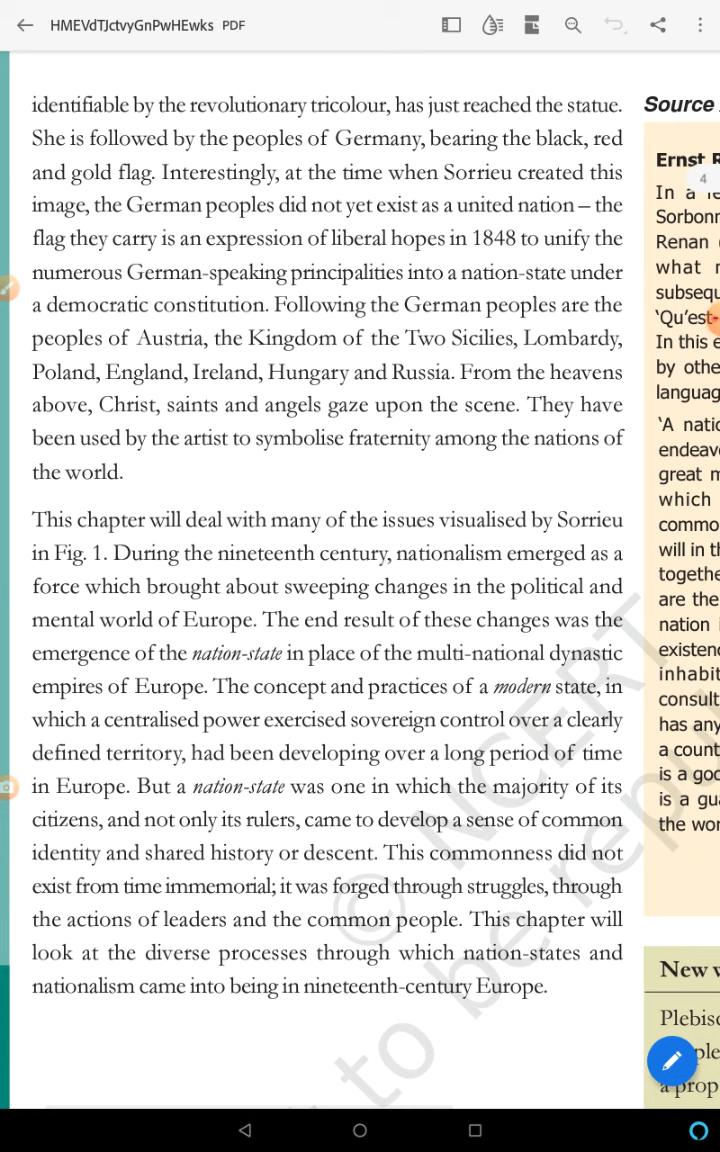 HMEVdTJctvyGnPwHEwks PDF
identifiable by the revolutionary tricolour, has just reached the statue.
She is followed by the peoples of Germany, bearing the black, red
and gold flag. Interestingly, at the time when Sorrieu created this
image, the German peoples did not yet exist as a united nation – the
flag they carry is an expression of liberal hopes in 1848 to unify the
numerous German-speaking principalities into a nation-state under
a democratic constitution. Following the German peoples are the
peoples of Austria, the Kingdom of the Two Sicilies, Lombardy,
Poland, England, Ireland, Hungary and Russia. From the heavens
above, Christ, saints and angels gaze upon the scene. They have
been used by the artist to symbolise fraternity among the nations of
the world.
This chapter will deal with many of the issues visualised by Sorrieu
in Fig. 1. During the nineteenth century, nationalism emerged as a
force which brought about sweeping changes in the political and
mental world of Europe. The end result of these changes was the
emergence of the nation-state in place of the multi-national dynastic
empires of Europe. The concept and practices of a modern state, in
which a centralised power exercised sovereign control over a clearly
defined territory, had been developing over a long period of time
in Europe. But a nation-state was one in which the majority of its
citizens, and not only its rulers, came to develop a sense of common
identity and shared history or descent. This commonness did not
exist from time immemorial; it was forged through struggles, through
the actions of leaders and the common people. This chapter will
look at the diverse processes through which nation-states and
nationalism came into being in nineteenth-century Europe.
Source
Ernst
4
In a
Sorbonn
Renan
what
subsequ
‘Qu’est-
In this e
by othe
languag
‘A natio
endeavo
great m
which
commo
will in th
togethe
are the
nation i
existenc
inhabit
consult
has any
a count
is a goo
is a gua
the wor
New w
Plebisc
a prop
© NCERT
to be repu